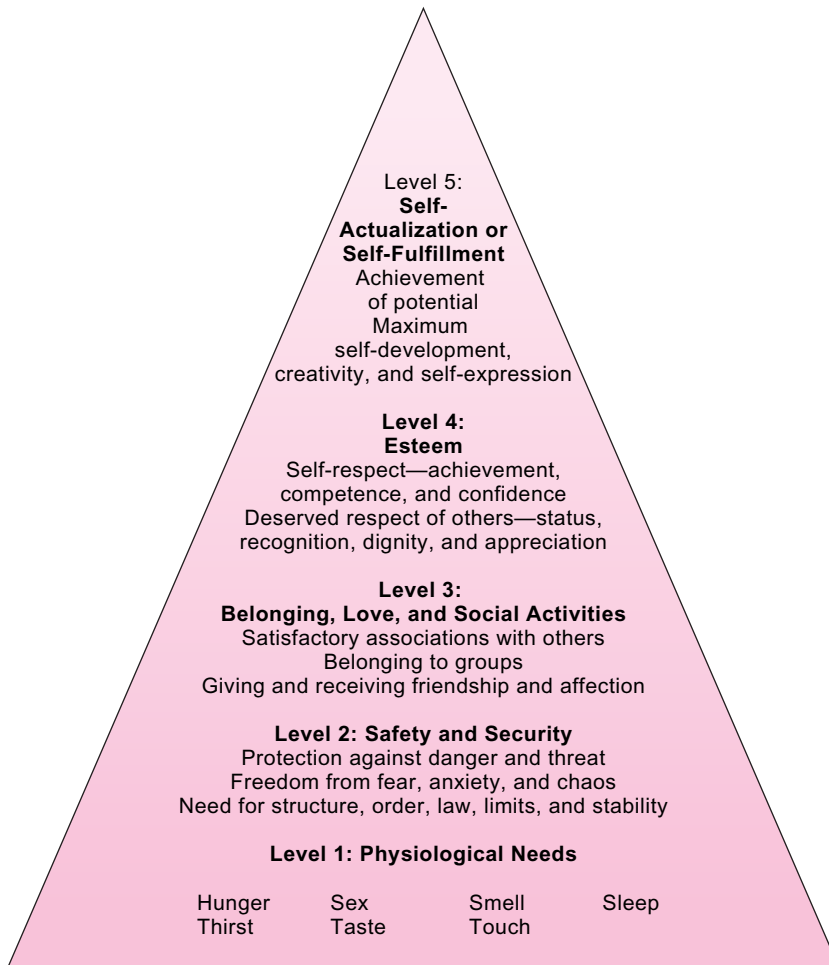 Level 5:
Self-
Actualization or
Self-Fulfillment
Achievement
of potential
Maximum
self-development,
creativity, and self-expression
Level 4:
Esteem
Self-respect—achievement,
competence, and confidence
Deserved respect of others—status,
recognition, dignity, and appreciation
Level 3:
Belonging, Love, and Social Activities
Satisfactory associations with others
Belonging to groups
Giving and receiving friendship and affection
Level 2: Safety and Security
Protection against danger and threat
Freedom from fear, anxiety, and chaos
Need for structure, order, law, limits, and stability
Level 1: Physiological Needs
Hunger Sex Smell Sleep
Thirst Taste Touch